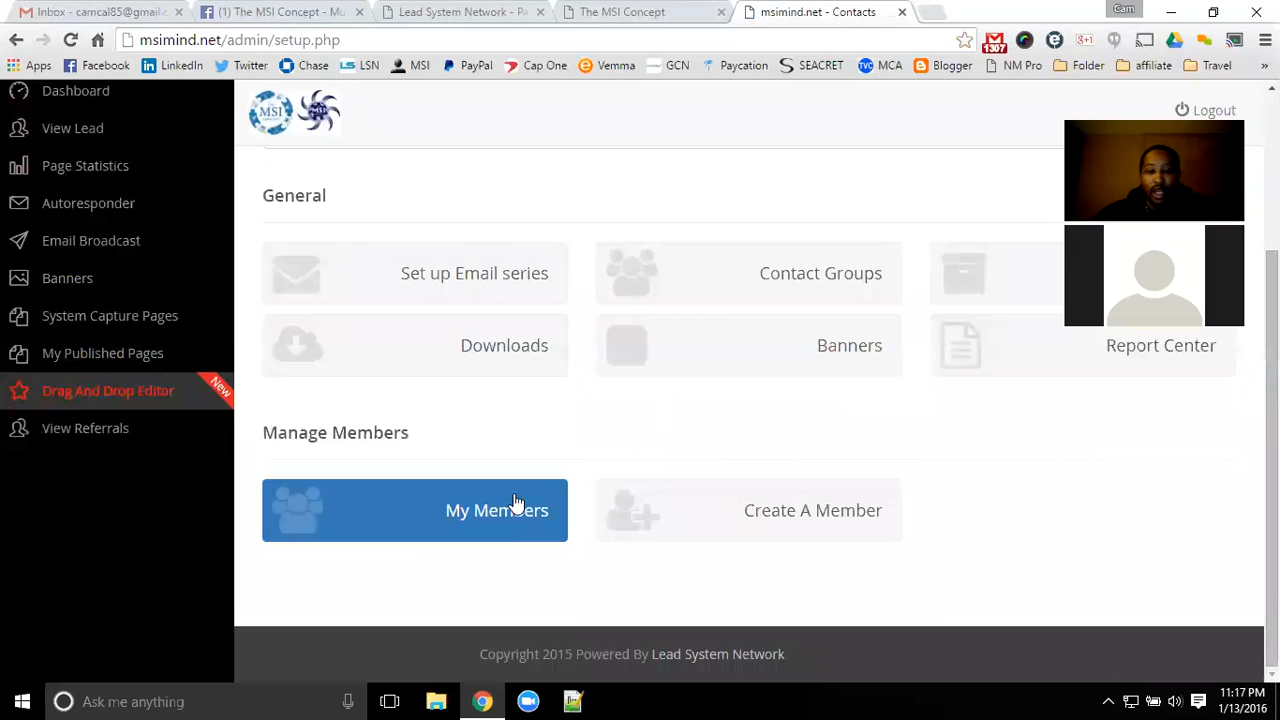 Inbox - camcal85@gmail.c
(1) The MSI Concept - Mu
Lead System Network - Pa
The MSI Concept
msimind.net - Contacts
Cam
msimind.net/admin/setup.php
1307
Apps
Facebook
LinkedIn
Twitter
Chase
LSN
MSI
PayPal
Cap One
Vemma
GCN
Paycation
SEACRET
MCA
Blogger
NM Pro
Folder
affiliate
Travel
Dashboard
View Lead
Page Statistics
Autoresponder
Email Broadcast
Banners
System Capture Pages
My Published Pages
Drag And Drop Editor
New
View Referrals
MSI
Logout
General
Set up Email series
Contact Groups
Downloads
Banners
Report Center
Manage Members
My Members
Create A Member
Copyright 2015 Powered By Lead System Network
Ask me anything
11:17 PM
1/13/2016